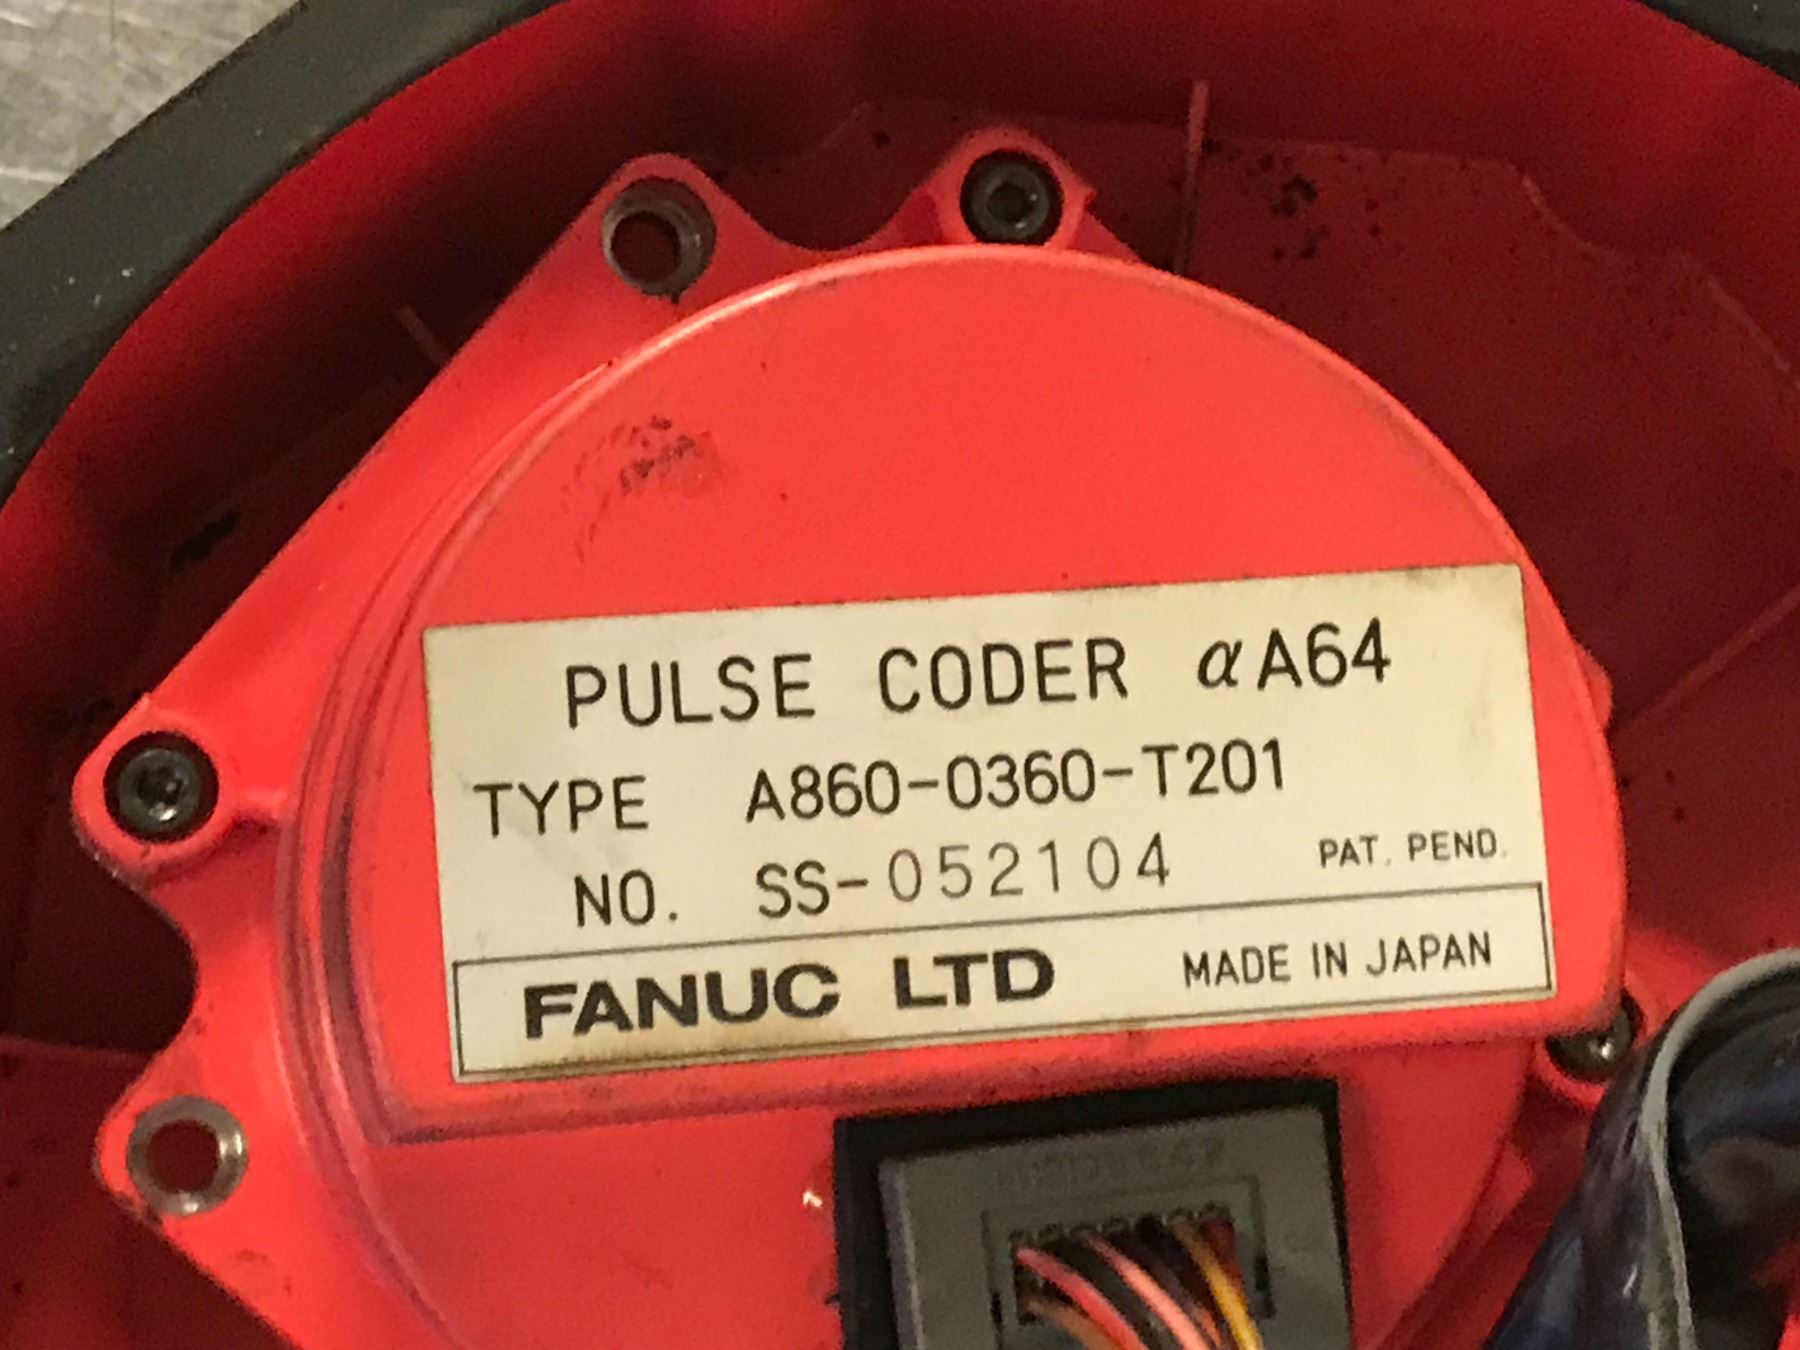 PULSE CODER αA64
TYPE A860-0360-T201
NO. SS-052104 PAT. PEND.
FANUC LTD MADE IN JAPAN